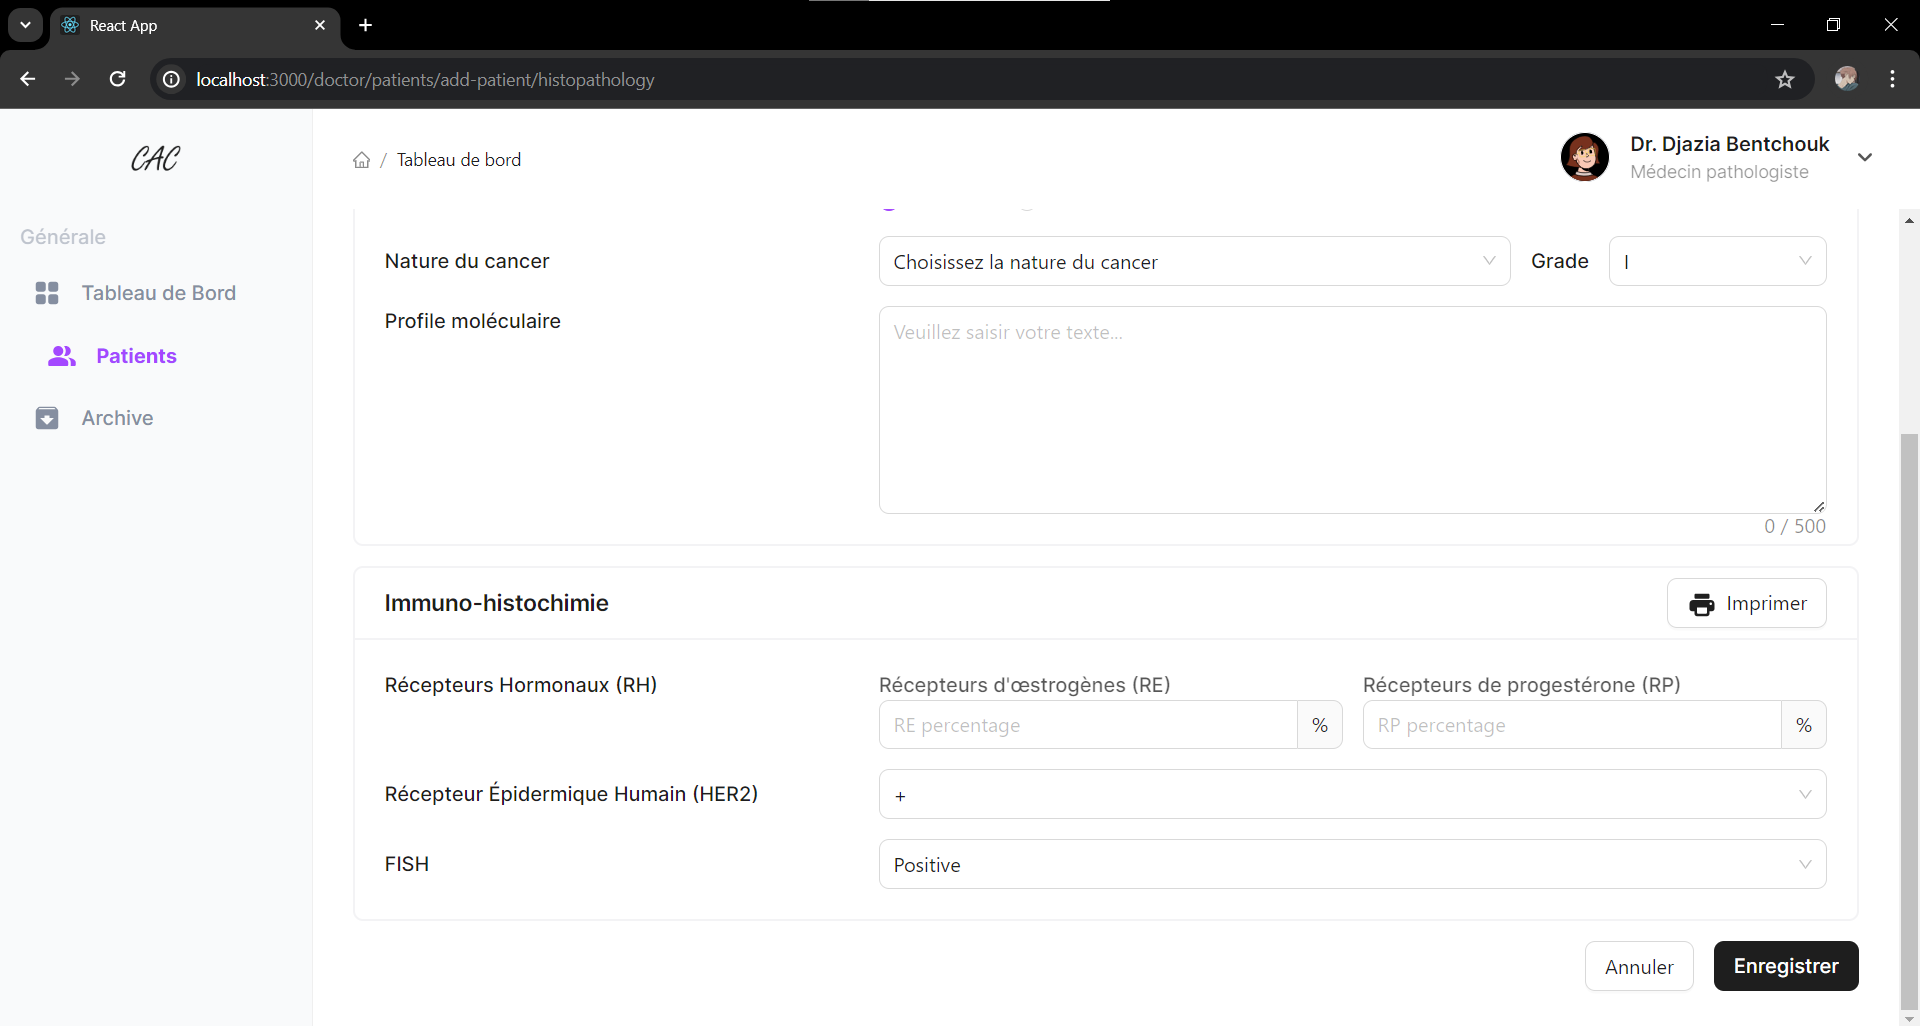 React App
localhost:3000/doctor/patients/add-patient/histopathology
CAC
/ Tableau de bord
Dr. Djazia Bentchouk
Médecin pathologiste
Générale
Tableau de Bord
Patients
Archive
Nature du cancer
Choisissez la nature du cancer
Grade
I
Profile moléculaire
Veuillez saisir votre texte...
0 / 500
Immuno-histochimie
Imprimer
Récepteurs Hormonaux (RH)
Récepteurs d'œstrogènes (RE)
Récepteurs de progestérone (RP)
RE percentage
%
RP percentage
%
Récepteur Épidermique Humain (HER2)
+
FISH
Positive
Annuler
Enregistrer